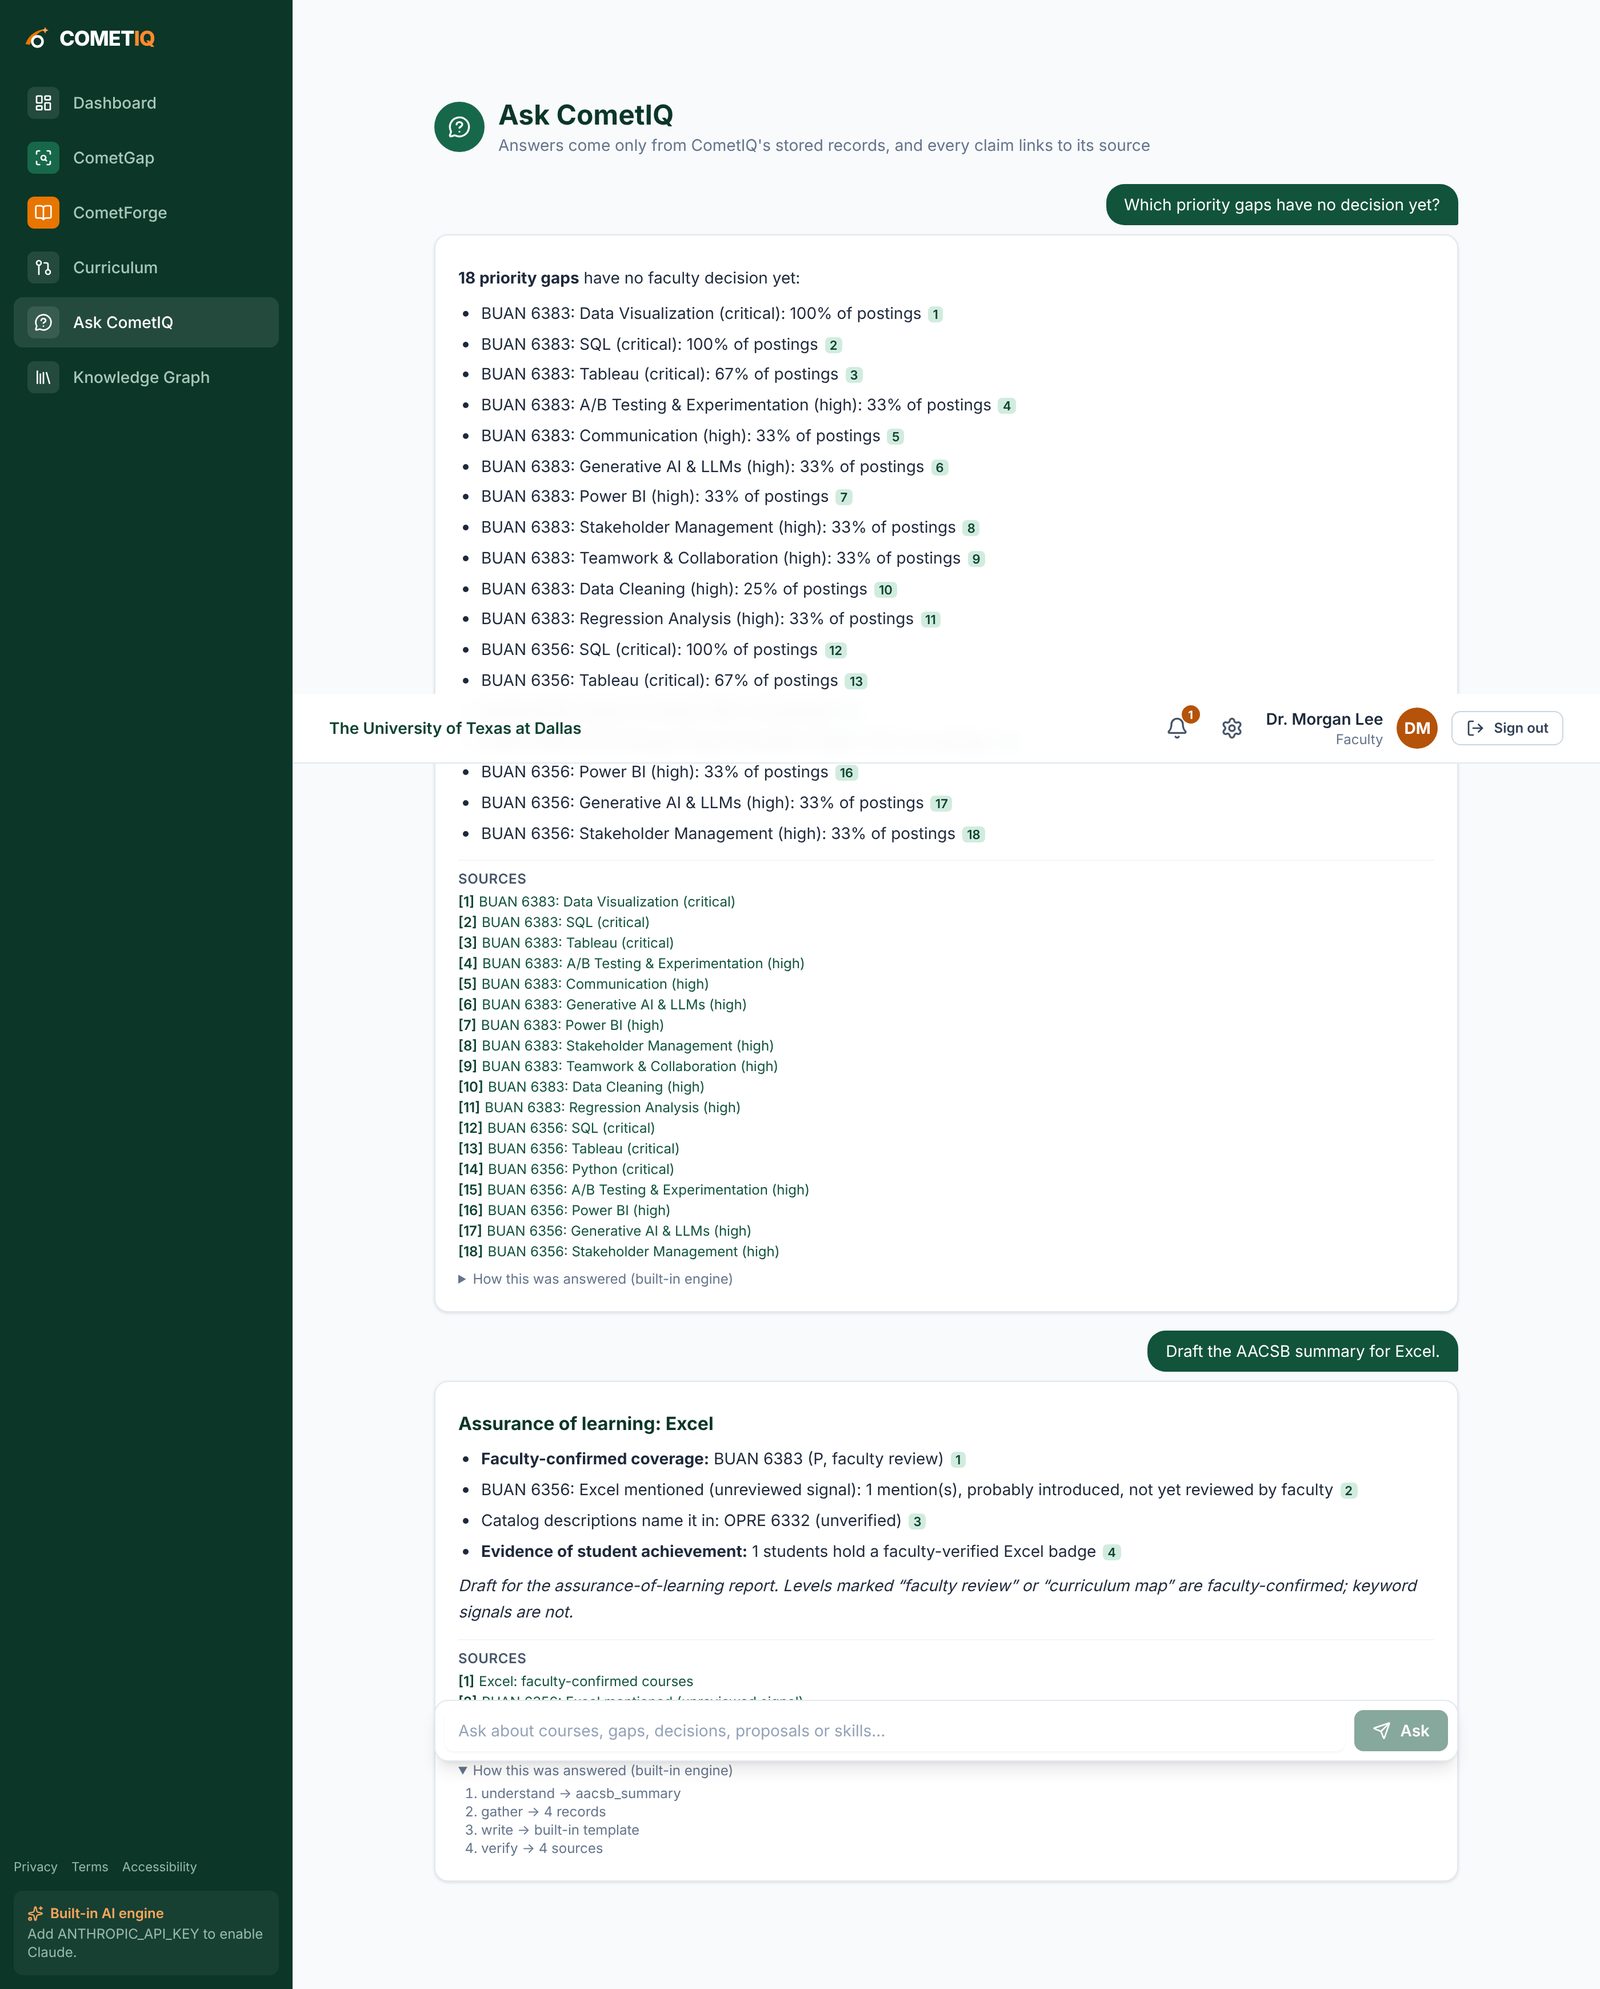 COMETIQ
Dashboard
CometGap
CometForge
Curriculum
Ask CometIQ
Knowledge Graph
Privacy Terms Accessibility
Built-in AI engine
Add ANTHROPIC_API_KEY to enable
Claude.
Ask CometIQ
Answers come only from CometIQ's stored records, and every claim links to its source
Which priority gaps have no decision yet?
18 priority gaps have no faculty decision yet:
• BUAN 6383: Data Visualization (critical): 100% of postings 1
• BUAN 6383: SQL (critical): 100% of postings 2
• BUAN 6383: Tableau (critical): 67% of postings 3
• BUAN 6383: A/B Testing & Experimentation (high): 33% of postings 4
• BUAN 6383: Communication (high): 33% of postings 5
• BUAN 6383: Generative AI & LLMs (high): 33% of postings 6
• BUAN 6383: Power BI (high): 33% of postings 7
• BUAN 6383: Stakeholder Management (high): 33% of postings 8
• BUAN 6383: Teamwork & Collaboration (high): 33% of postings 9
• BUAN 6383: Data Cleaning (high): 25% of postings 10
• BUAN 6383: Regression Analysis (high): 33% of postings 11
• BUAN 6356: SQL (critical): 100% of postings 12
• BUAN 6356: Tableau (critical): 67% of postings 13
The University of Texas at Dallas
1
Dr. Morgan Lee
Faculty
DM
Sign out
• BUAN 6356: Power BI (high): 33% of postings 16
• BUAN 6356: Generative AI & LLMs (high): 33% of postings 17
• BUAN 6356: Stakeholder Management (high): 33% of postings 18
SOURCES
[1] BUAN 6383: Data Visualization (critical)
[2] BUAN 6383: SQL (critical)
[3] BUAN 6383: Tableau (critical)
[4] BUAN 6383: A/B Testing & Experimentation (high)
[5] BUAN 6383: Communication (high)
[6] BUAN 6383: Generative AI & LLMs (high)
[7] BUAN 6383: Power BI (high)
[8] BUAN 6383: Stakeholder Management (high)
[9] BUAN 6383: Teamwork & Collaboration (high)
[10] BUAN 6383: Data Cleaning (high)
[11] BUAN 6383: Regression Analysis (high)
[12] BUAN 6356: SQL (critical)
[13] BUAN 6356: Tableau (critical)
[14] BUAN 6356: Python (critical)
[15] BUAN 6356: A/B Testing & Experimentation (high)
[16] BUAN 6356: Power BI (high)
[17] BUAN 6356: Generative AI & LLMs (high)
[18] BUAN 6356: Stakeholder Management (high)
▶ How this was answered (built-in engine)
Draft the AACSB summary for Excel.
Assurance of learning: Excel
• Faculty-confirmed coverage: BUAN 6383 (P, faculty review) 1
• BUAN 6356: Excel mentioned (unreviewed signal): 1 mention(s), probably introduced, not yet reviewed by faculty 2
• Catalog descriptions name it in: OPRE 6332 (unverified) 3
• Evidence of student achievement: 1 students hold a faculty-verified Excel badge 4
Draft for the assurance-of-learning report. Levels marked “faculty review” or “curriculum map” are faculty-confirmed; keyword
signals are not.
SOURCES
[1] Excel: faculty-confirmed courses
[2] BUAN 6356: Excel mentioned (unreviewed signal)
Ask about courses, gaps, decisions, proposals or skills...
Ask
▼ How this was answered (built-in engine)
1. understand → aacsb_summary
2. gather → 4 records
3. write → built-in template
4. verify → 4 sources